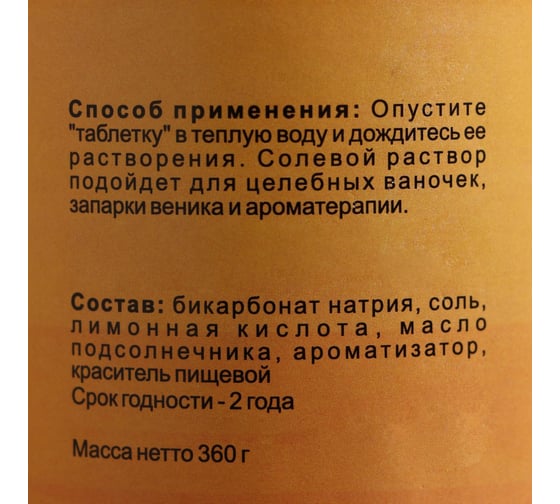 Способ применения: Опустите
"таблетку" в теплую воду и дождитесь ее
растворения. Солевой раствор
подойдет для целебных ваночек,
запарки веника и ароматерапии.
Состав: бикарбонат натрия, соль,
лимонная кислота, масло
подсолнечника, ароматизатор,
краситель пищевой
Срок годности - 2 года
Масса нетто 360 г